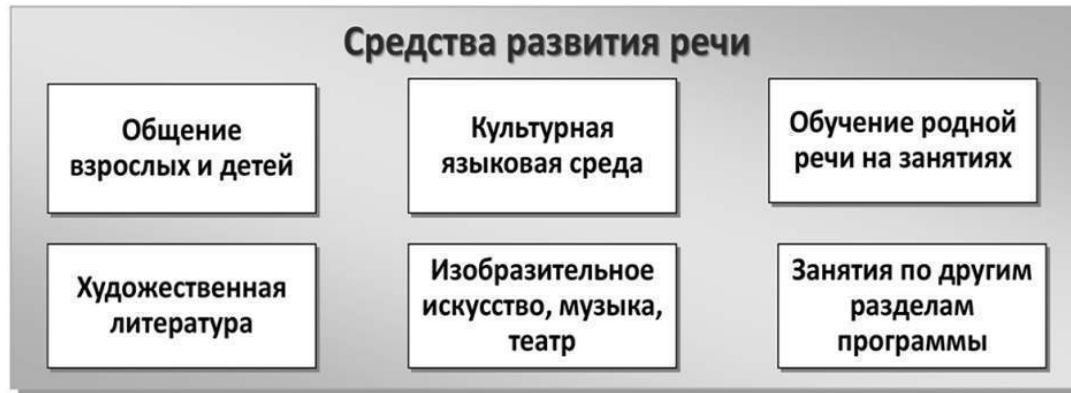 Средства развития речи
Общение
взрослых и детей
Культурная
языковая среда
Обучение родной
речи на занятиях
Художественная
литература
Изобразительное
искусство, музыка,
театр
Занятия по другим
разделам
программы